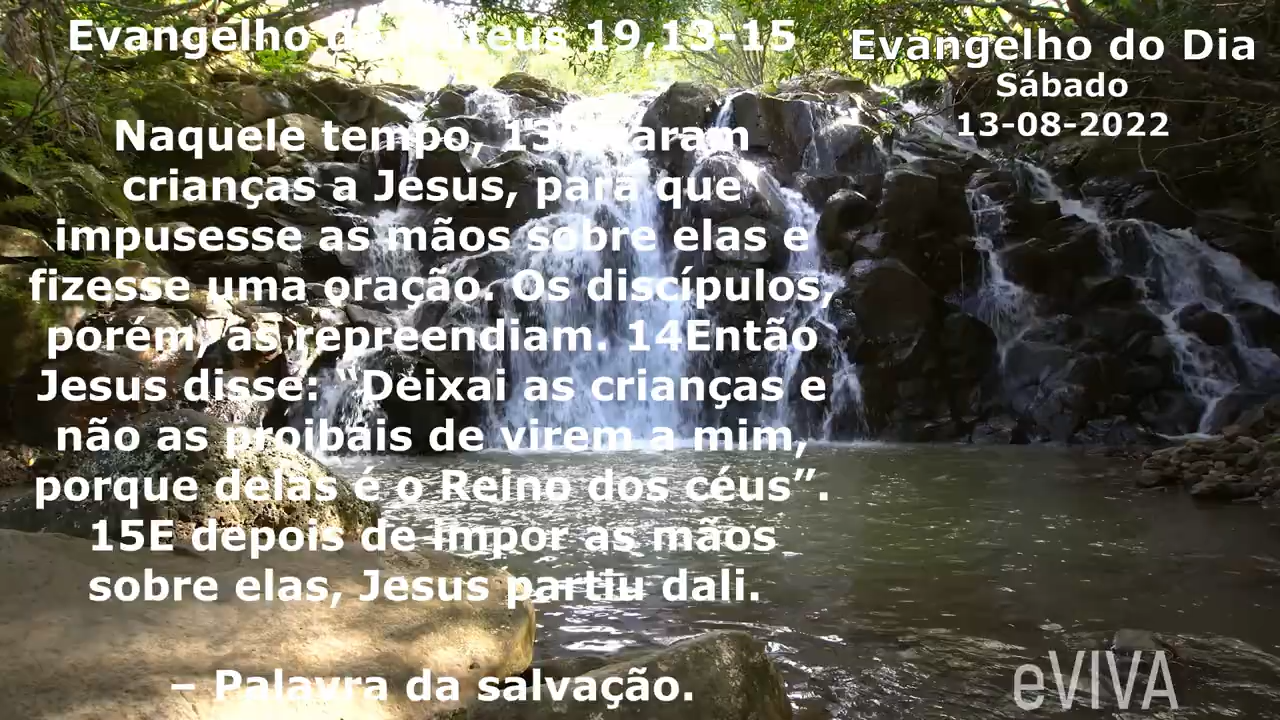 Evangelho de Mateus 19,13-15
Naquele tempo, 13levaram
crianças a Jesus, para que
impusesse as mãos sobre elas e
fizesse uma oração. Os discípulos,
porém, as repreendiam. 14Então
Jesus disse: “Deixai as crianças e
não as proibais de virem a mim,
porque delas é o Reino dos céus”.
15E depois de impor as mãos
sobre elas, Jesus partiu dali.
– Palavra da salvação.
Evangelho do Dia
Sábado
13-08-2022
eVIVA